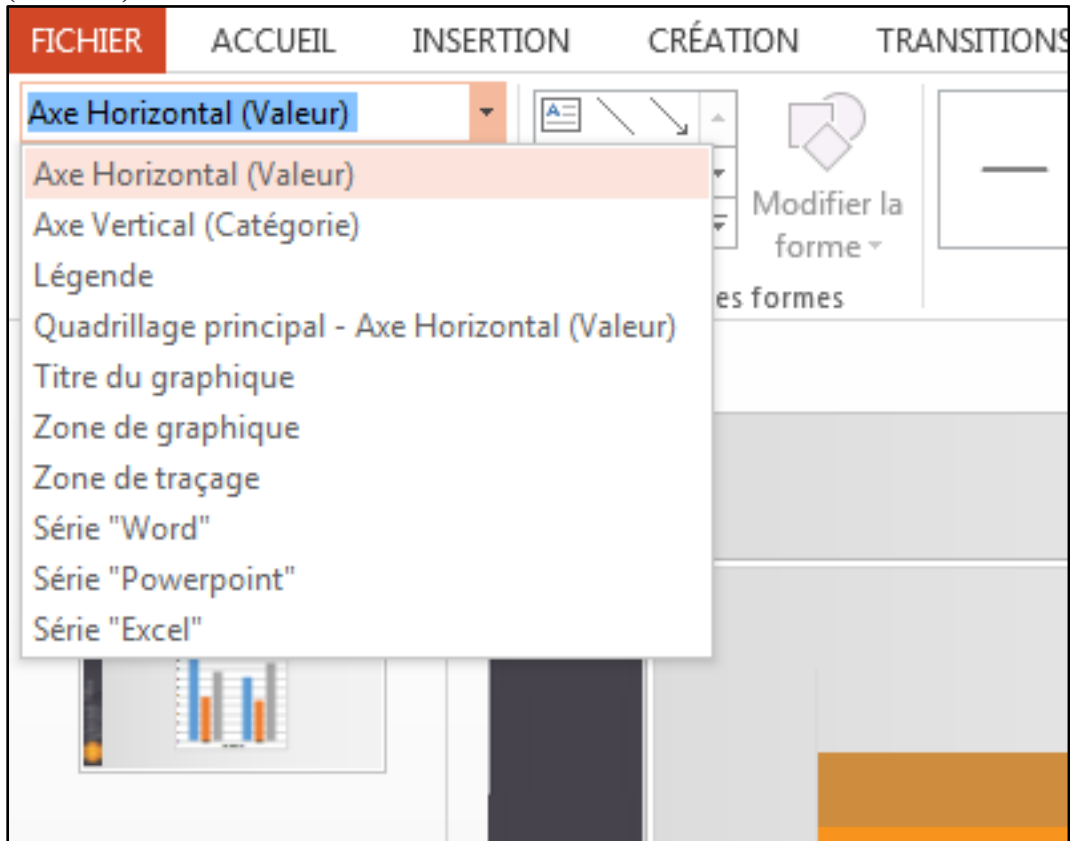 FICHIER ACCUEIL INSERTION CRÉATION TRANSITIONS
Axe Horizontal (Valeur)
Axe Horizontal (Valeur)
Axe Vertical (Catégorie)
Légende
Quadrillage principal - Axe Horizontal (Valeur)
Titre du graphique
Zone de graphique
Zone de traçage
Série "Word"
Série "Powerpoint"
Série "Excel"
A
Modifier la
forme
es formes